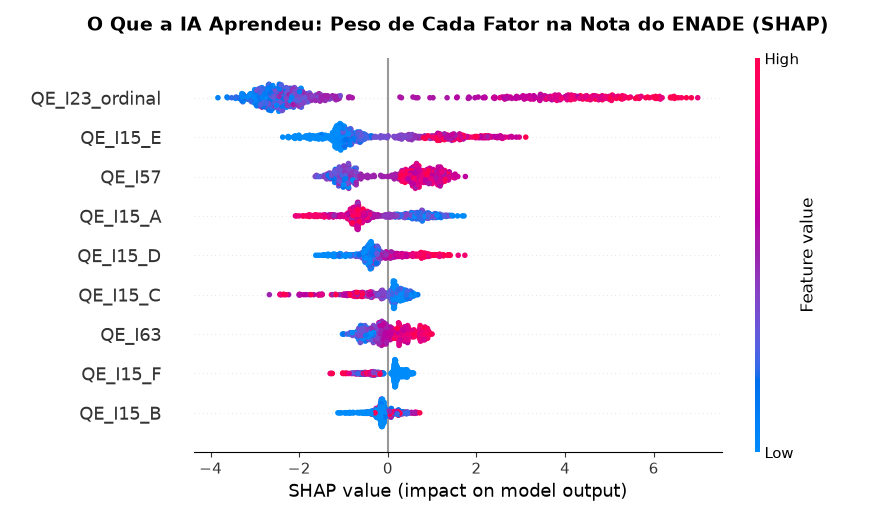 O Que a IA Aprendeu: Peso de Cada Fator na Nota do ENADE (SHAP)
High
QE_I23_ordinal
QE_I15_E
QE_I57
QE_I15_A
QE_I15_D
QE_I15_C
QE_I63
QE_I15_F
QE_I15_B
Feature value
Low
−4 −2 0 2 4 6
SHAP value (impact on model output)